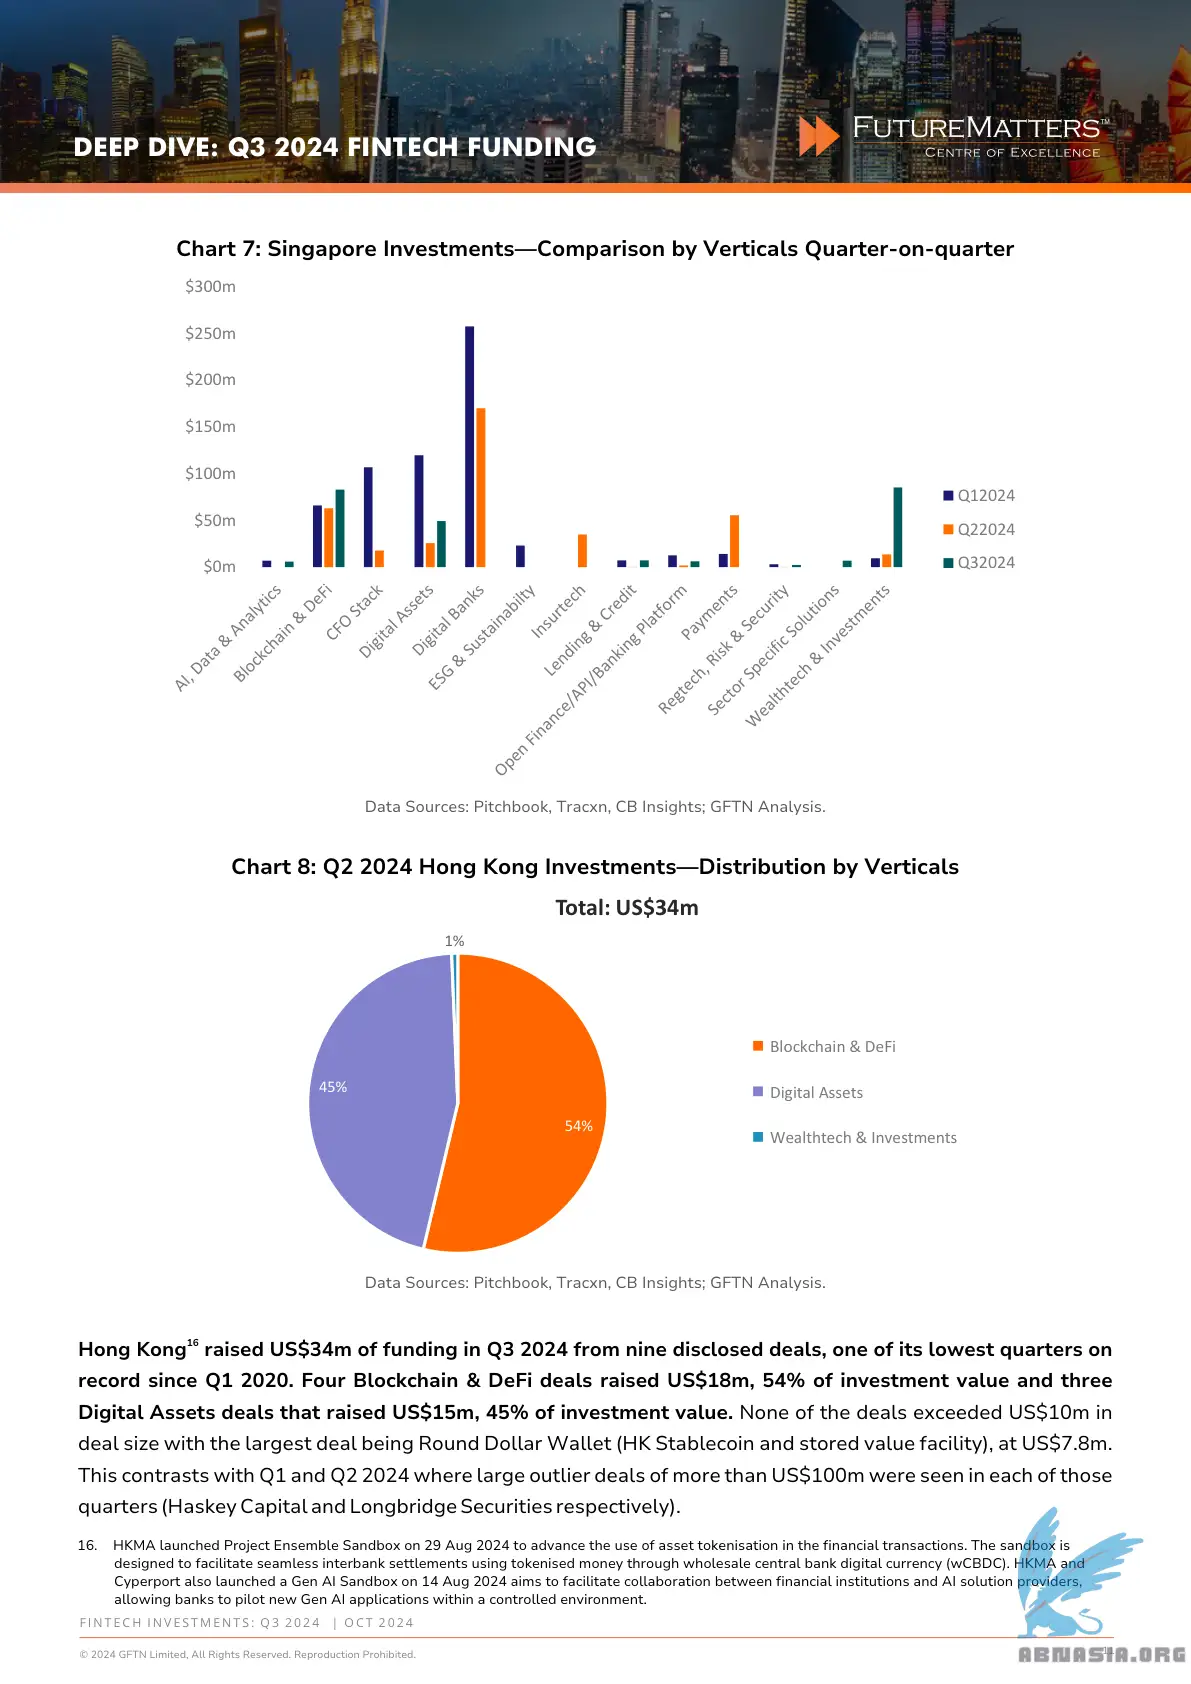 DEEP DIVE: Q3 2024 FINTECH FUNDING
FUTUREMATTERS™
CENTRE OF EXCELLENCE
Chart 7: Singapore Investments—Comparison by Verticals Quarter-on-quarter
$300m
$250m
$200m
$150m
$100m
$50m
$0m
Q12024
Q22024
Q32024
AI, Data & Analytics
Blockchain & DeFi
CFO Stack
Digital Assets
Digital Banks
ESG & Sustainabilty
Insurtech
Lending & Credit
Open Finance/API/Banking Platform
Payments
Regtech, Risk & Security
Sector Specific Solutions
Wealthtech & Investments
Data Sources: Pitchbook, Tracxn, CB Insights; GFTN Analysis.
Chart 8: Q2 2024 Hong Kong Investments—Distribution by Verticals
Total: US$34m
1%
45%
54%
Blockchain & DeFi
Digital Assets
Wealthtech & Investments
Data Sources: Pitchbook, Tracxn, CB Insights; GFTN Analysis.
Hong Kong16 raised US$34m of funding in Q3 2024 from nine disclosed deals, one of its lowest quarters on
record since Q1 2020. Four Blockchain & DeFi deals raised US$18m, 54% of investment value and three
Digital Assets deals that raised US$15m, 45% of investment value. None of the deals exceeded US$10m in
deal size with the largest deal being Round Dollar Wallet (HK Stablecoin and stored value facility), at US$7.8m.
This contrasts with Q1 and Q2 2024 where large outlier deals of more than US$100m were seen in each of those
quarters (Haskey Capital and Longbridge Securities respectively).
16. HKMA launched Project Ensemble Sandbox on 29 Aug 2024 to advance the use of asset tokenisation in the financial transactions. The sandbox is
designed to facilitate seamless interbank settlements using tokenised money through wholesale central bank digital currency (wCBDC). HKMA and
Cyperport also launched a Gen AI Sandbox on 14 Aug 2024 aims to facilitate collaboration between financial institutions and AI solution providers,
allowing banks to pilot new Gen AI applications within a controlled environment.
FINTECH INVESTMENTS: Q3 2024 | OCT 2024
© 2024 GFTN Limited, All Rights Reserved. Reproduction Prohibited.
ABNASIA.ORG